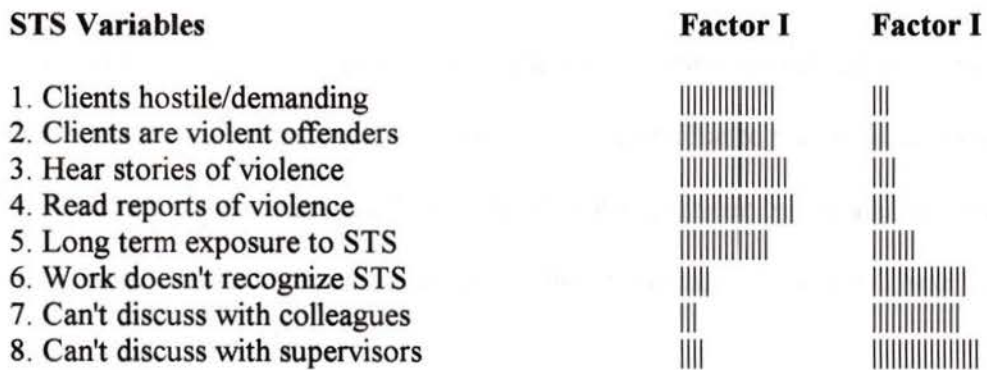 STS Variables Factor I Factor I
1. Clients hostile/demanding ||||||||||||||| |||
2. Clients are violent offenders ||||||||||||||| |||
3. Hear stories of violence ||||||||||||||||| ||||
4. Read reports of violence |||||||||||||||||| ||||
5. Long term exposure to STS |||||||||||||| |||||||
6. Work doesn't recognize STS ||||| |||||||||||||||
7. Can't discuss with colleagues ||| ||||||||||||||
8. Can't discuss with supervisors |||| |||||||||||||||||